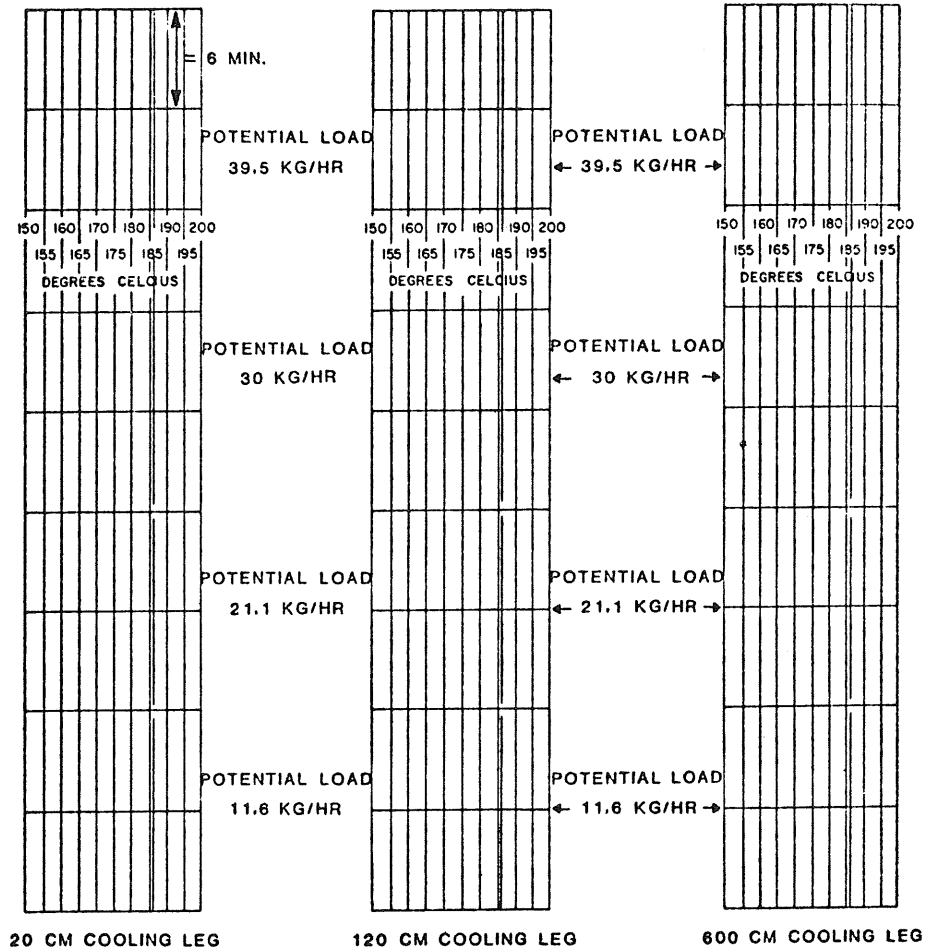 = 6 MIN.
POTENTIAL LOAD
39.5 KG/HR
POTENTIAL LOAD
← 39.5 KG/HR →
150 160 170 180 190 200
155 165 175 185 195
DEGREES CELCIUS
150 160 170 180 190 200
155 165 175 185 195
DEGREES CELCIUS
150 160 170 180 190 200
155 165 175 185 195
DEGREES CELCIUS
POTENTIAL LOAD
30 KG/HR
POTENTIAL LOAD
← 30 KG/HR →
POTENTIAL LOAD
21.1 KG/HR
POTENTIAL LOAD
← 21.1 KG/HR →
POTENTIAL LOAD
11.6 KG/HR
POTENTIAL LOAD
← 11.6 KG/HR →
20 CM COOLING LEG
120 CM COOLING LEG
600 CM COOLING LEG